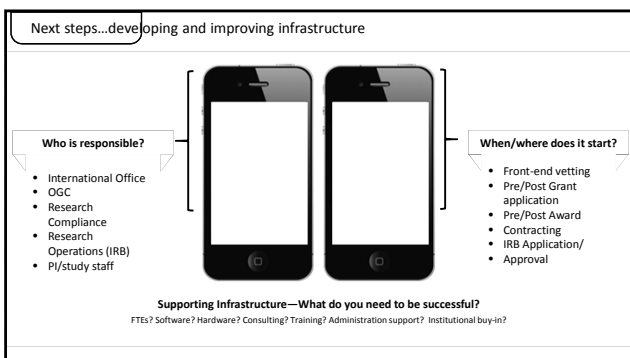 Next steps...developing and improving infrastructure
Who is responsible?
• International Office
• OGC
• Research
Compliance
• Research
Operations (IRB)
• PI/study staff
When/where does it start?
• Front-end vetting
• Pre/Post Grant
application
• Pre/Post Award
• Contracting
• IRB Application/
Approval
Supporting Infrastructure—What do you need to be successful?
FTEs? Software? Hardware? Consulting? Training? Administration support? Institutional buy-in?